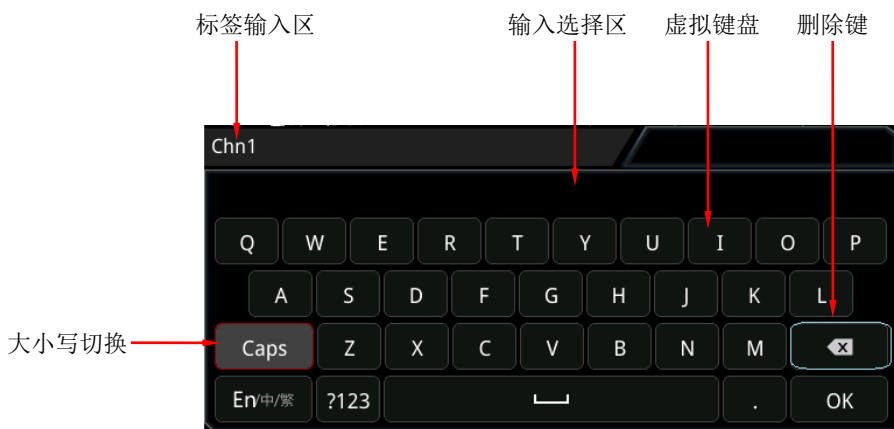 标签输入区 输入选择区 虚拟键盘 删除键
Chn1
Q W E R T Y U I O P
A S D F G H J K L
大小写切换 Caps Z X C V B N M
En/中/繁 ?123 . OK